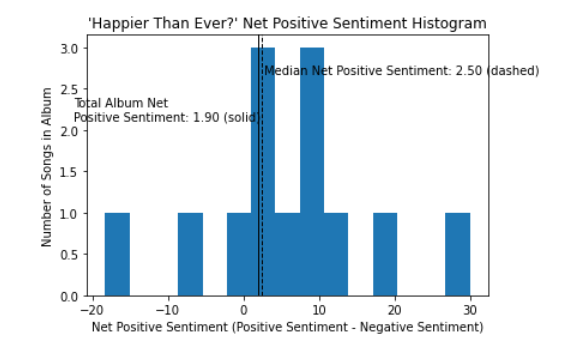 'Happier Than Ever?' Net Positive Sentiment Histogram
3.0
Median Net Positive Sentiment: 2.50 (dashed)
2.5
Total Album Net
Positive Sentiment: 1.90 (solid)
2.0
1.5
1.0
0.5
0.0
Number of Songs in Album
−20
−10
0
10
20
30
Net Positive Sentiment (Positive Sentiment - Negative Sentiment)